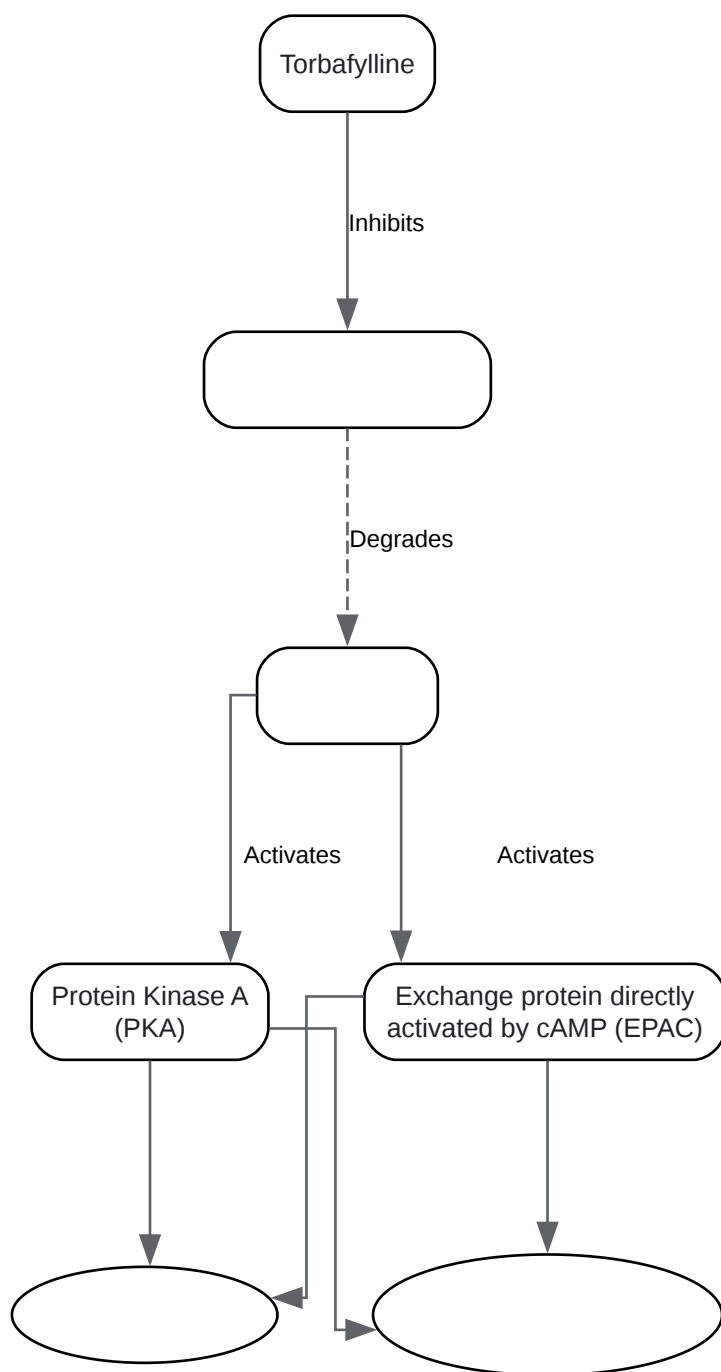 Torbafylline
Inhibits
Degrades
Activates
Activates
Protein Kinase A
(PKA)
Exchange protein directly
activated by cAMP (EPAC)